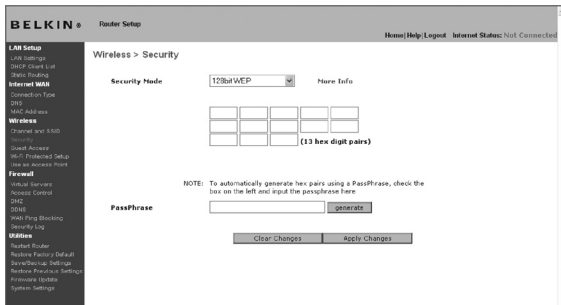 BELKIN®
Router Setup
Home|Help|Logout Internet Status: Not Connected
LAN Setup
LAN Settings
DHCP Client List
Static Routing
Internet WAN
Connection Type
DNS
MAC Address
Wireless
Channel and SSID
Security
Guest Access
Wi-Fi Protected Setup
Use as Access Point
Firewall
Virtual Servers
Access Control
DMZ
DDNS
WAN Ping Blocking
Security Log
Utilities
Restart Router
Restore Factory Default
Save/Backup Settings
Restore Previous Settings
Firmware Update
System Settings
Wireless > Security
Security Mode 128bit WEP More Info
(13 hex digit pairs)
NOTE: To automatically generate hex pairs using a PassPhrase, check the
box on the left and input the passphrase here
PassPhrase generate
Clear Changes Apply Changes